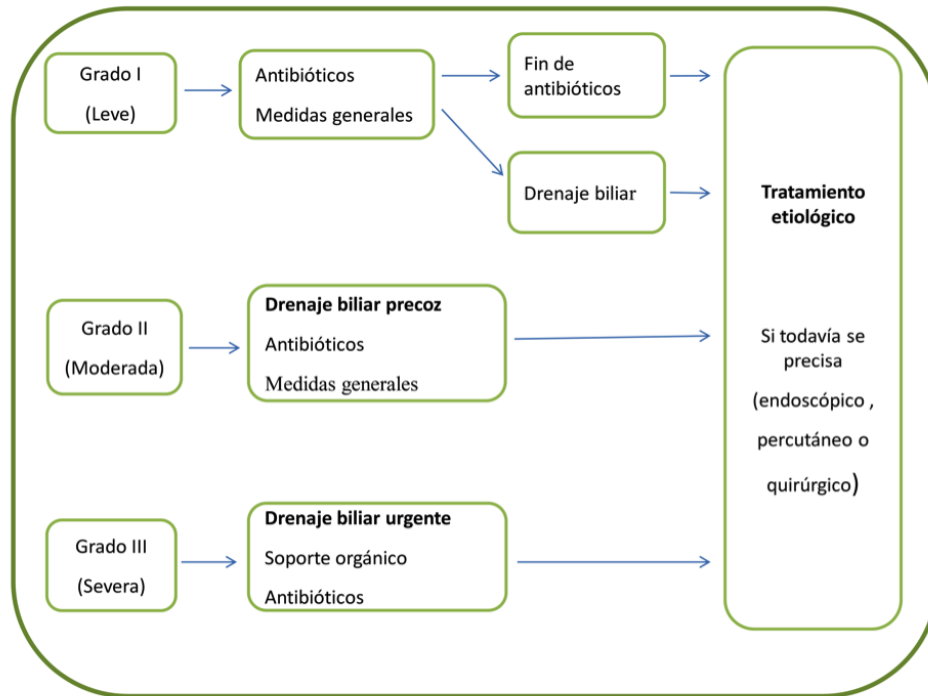 Grado I
(Leve)
Antibióticos
Medidas generales
Fin de
antibióticos
Drenaje biliar
Grado II
(Moderada)
Drenaje biliar precoz
Antibióticos
Medidas generales
Grado III
(Severa)
Drenaje biliar urgente
Soporte orgánico
Antibióticos
Tratamiento
etiológico
Si todavía se
precisa
(endoscópico ,
percutáneo o
quirúrgico)